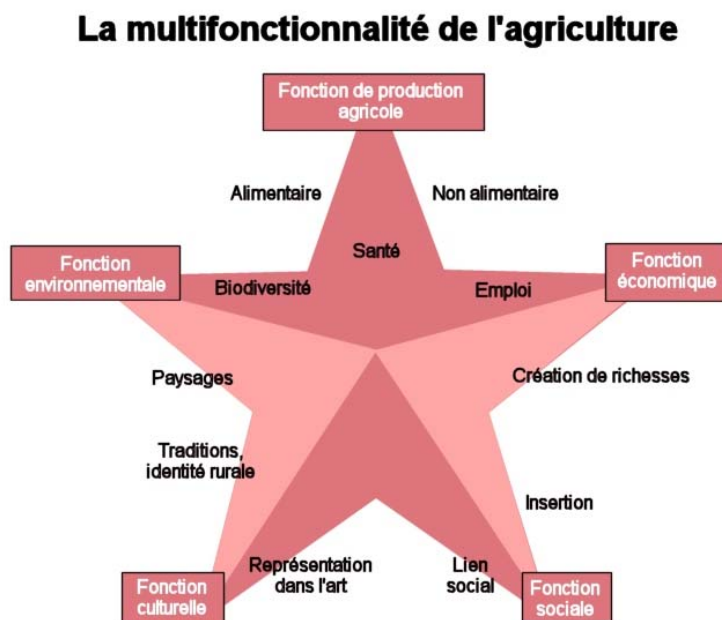 La multifonctionnalité de l'agriculture
Fonction de production
agricole
Alimentaire
Non alimentaire
Santé
Fonction
environnementale
Fonction
économique
Biodiversité
Emploi
Paysages
Création de richesses
Traditions,
identité rurale
Insertion
Représentation
dans l'art
Lien
social
Fonction
culturelle
Fonction
sociale